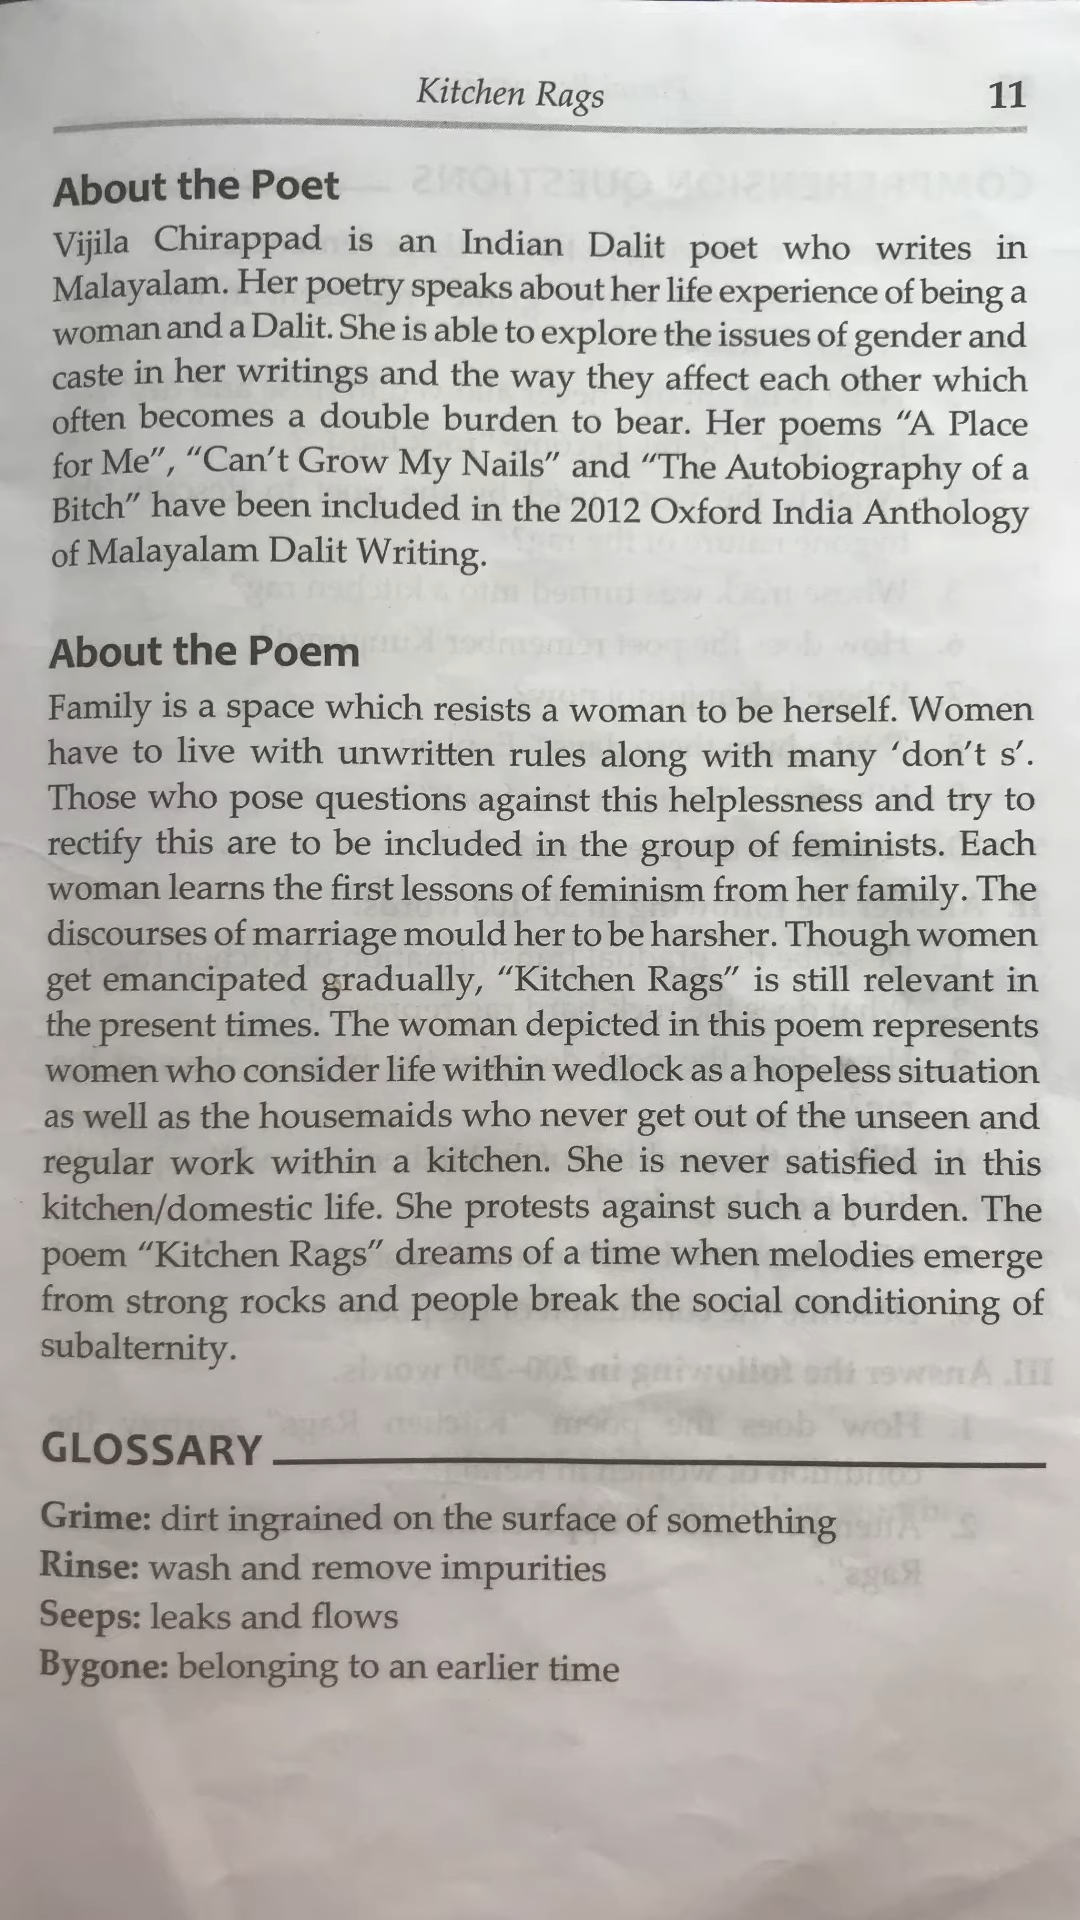 Kitchen Rags 11
About the Poet
Vijila Chirappad is an Indian Dalit poet who writes in
Malayalam. Her poetry speaks about her life experience of being a
woman and a Dalit. She is able to explore the issues of gender and
caste in her writings and the way they affect each other which
often becomes a double burden to bear. Her poems “A Place
for Me”, “Can’t Grow My Nails” and “The Autobiography of a
Bitch” have been included in the 2012 Oxford India Anthology
of Malayalam Dalit Writing.
About the Poem
Family is a space which resists a woman to be herself. Women
have to live with unwritten rules along with many ‘don’t s’.
Those who pose questions against this helplessness and try to
rectify this are to be included in the group of feminists. Each
woman learns the first lessons of feminism from her family. The
discourses of marriage mould her to be harsher. Though women
get emancipated gradually, “Kitchen Rags” is still relevant in
the present times. The woman depicted in this poem represents
women who consider life within wedlock as a hopeless situation
as well as the housemaids who never get out of the unseen and
regular work within a kitchen. She is never satisfied in this
kitchen/domestic life. She protests against such a burden. The
poem “Kitchen Rags” dreams of a time when melodies emerge
from strong rocks and people break the social conditioning of
subalternity.
GLOSSARY
Grime: dirt ingrained on the surface of something
Rinse: wash and remove impurities
Seeps: leaks and flows
Bygone: belonging to an earlier time